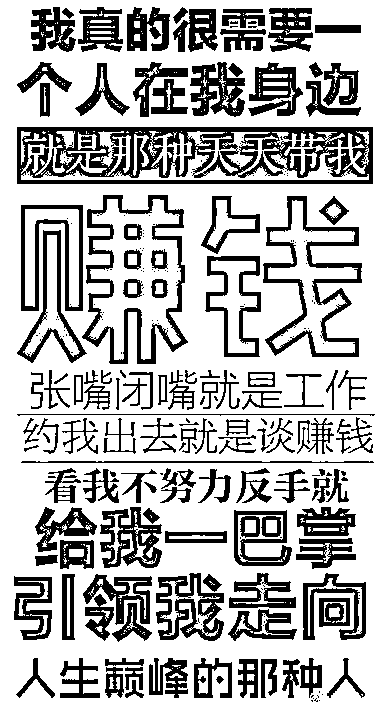 我真的很需要一
个人在我身边
就是那种天天带我
赚钱
张嘴闭嘴就是工作
约我出去就是谈赚钱
看我不努力反手就
给我一巴掌
引领我走向
人生巅峰的那种人